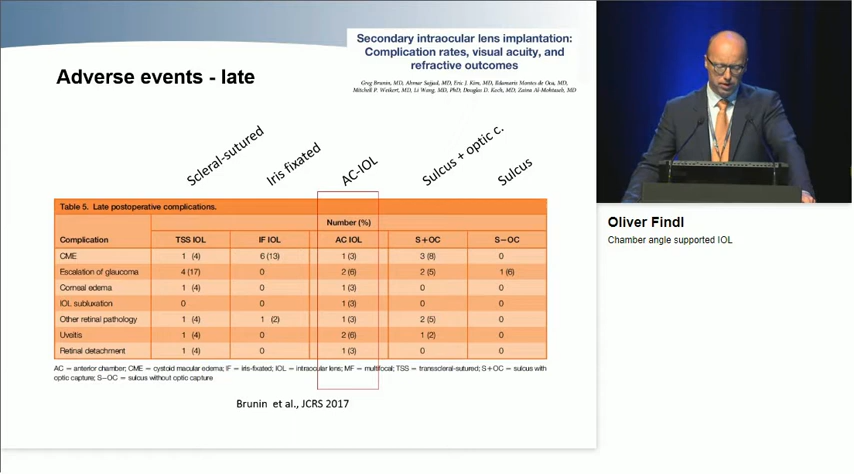 Secondary intraocular lens implantation:
Complication rates, visual acuity, and
refractive outcomes
Greg Brunin, MD, Ahmar Sajjad, MD, Eric J. Kim, MD, Edamaris Montes de Oca, MD,
Mitchell P. Weikert, MD, Li Wang, MD, PhD, Douglas D. Koch, MD, Zaina Al-Mohtaseb, MD
Adverse events - late
Scleral-sutured
Iris fixated
AC-IOL
Sulcus + optic c.
Sulcus
Table 5. Late postoperative complications.
Number (%)
Complication TSS IOL IF IOL AC IOL S+OC S−OC
CME 1 (4) 6 (13) 1 (3) 3 (8) 0
Escalation of glaucoma 4 (17) 0 2 (6) 2 (5) 1 (6)
Corneal edema 1 (4) 0 1 (3) 0 0
IOL subluxation 0 0 1 (3) 0 0
Other retinal pathology 1 (4) 1 (2) 1 (3) 2 (5) 0
Uveitis 1 (4) 0 2 (6) 1 (2) 0
Retinal detachment 1 (4) 0 1 (3) 0 0
AC = anterior chamber; CME = cystoid macular edema; IF = iris-fixated; IOL = intraocular lens; MF = multifocal; TSS = transscleral-sutured; S+OC = sulcus with
optic capture; S−OC = sulcus without optic capture
Brunin et al., JCRS 2017
Oliver Findl
Chamber angle supported IOL